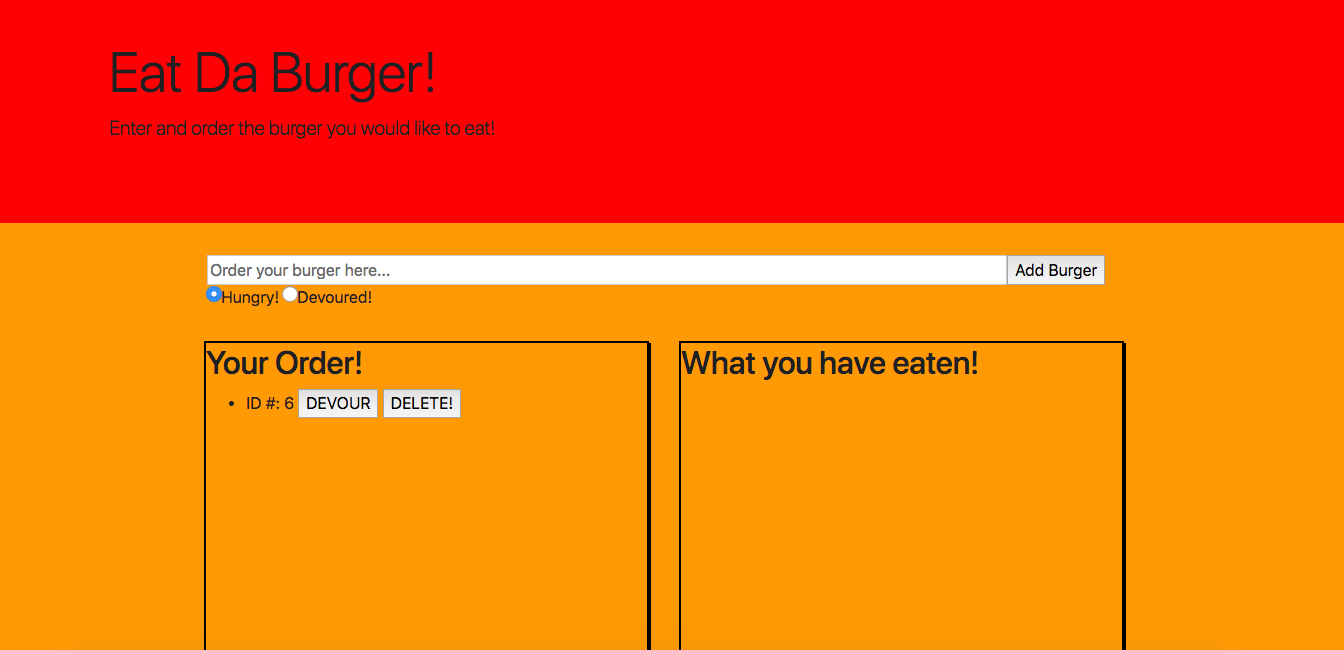 Eat Da Burger!
Enter and order the burger you would like to eat!
Order your burger here... Add Burger
Hungry! Devoured!
Your Order!
ID #: 6 DEVOUR DELETE!
What you have eaten!